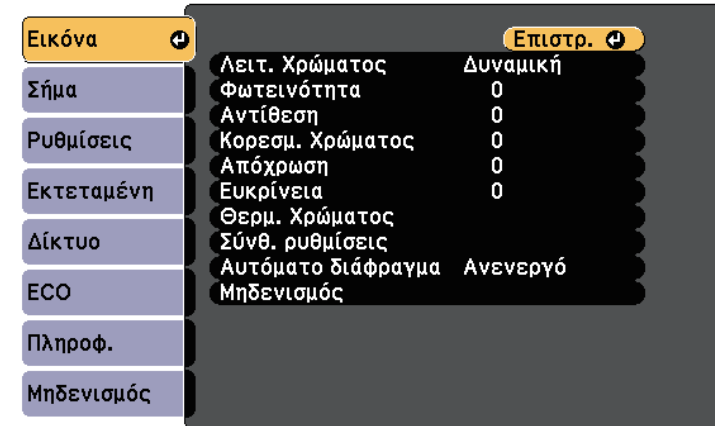 Εικόνα
Σήμα
Ρυθμίσεις
Εκτεταμένη
Δίκτυο
ECO
Πληροφ.
Μηδενισμός
Επιστρ.
Λειτ. Χρώματος Δυναμική
Φωτεινότητα 0
Αντίθεση 0
Κορεσμ. Χρώματος 0
Απόχρωση 0
Ευκρίνεια 0
Θερμ. Χρώματος
Σύνθ. ρυθμίσεις
Αυτόματο διάφραγμα Ανενεργό
Μηδενισμός